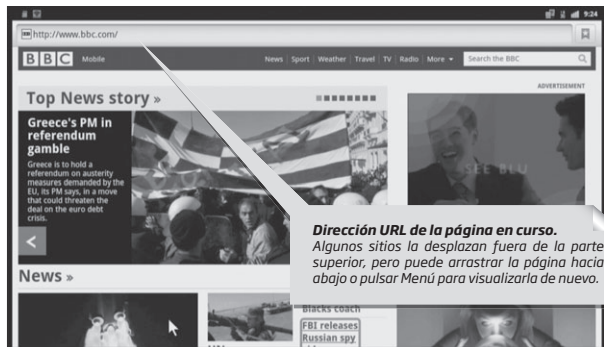 9:24
http://www.bbc.com/
BBC Mobile
News Sport Weather Travel TV Radio More
Search the BBC
ADVERTISEMENT
Top News story »
Greece's PM in
referendum
gamble
Greece is to hold a
referendum on austerity
measures demanded by the
EU, its PM says, in a move
that could threaten the
deal on the euro debt
crisis.
SEE BLU
Dirección URL de la página en curso.
Algunos sitios la desplazan fuera de la parte
superior, pero puede arrastrar la página hacia
abajo o pulsar Menú para visualizarla de nuevo.
News »
Blacks coach
FBI releases
Russian spy